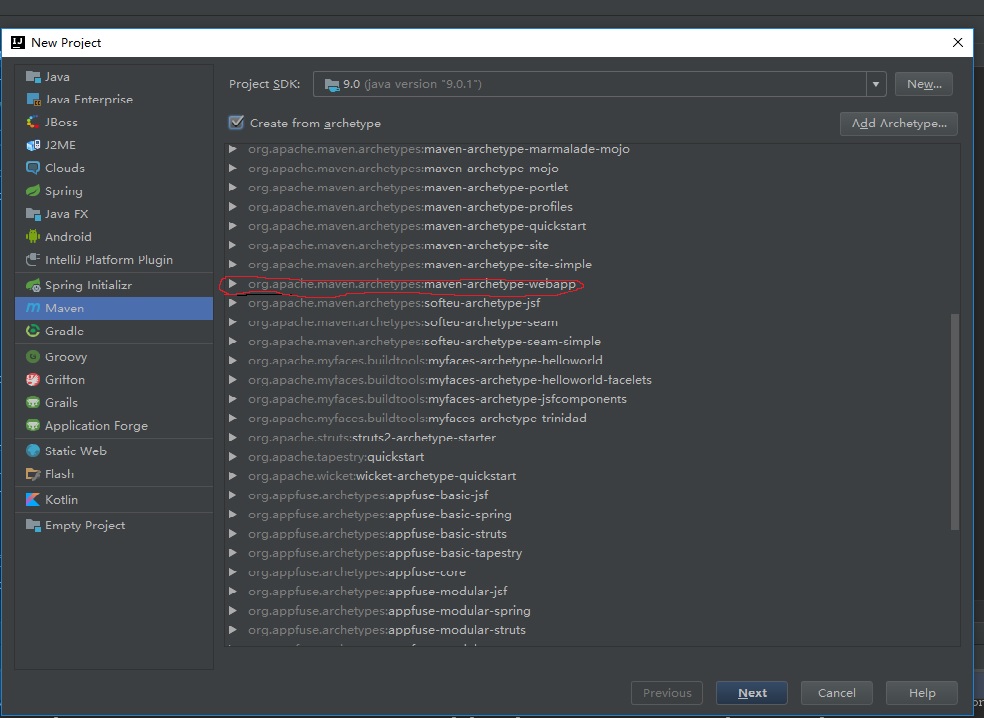 New Project
Java
Java Enterprise
JBoss
J2ME
Clouds
Spring
Java FX
Android
IntelliJ Platform Plugin
Spring Initializr
Maven
Gradle
Groovy
Griffon
Grails
Application Forge
Static Web
Flash
Kotlin
Empty Project
Project SDK: 9.0 (java version "9.0.1") New...
Create from archetype Add Archetype...
org.apache.maven.archetypes:maven-archetype-marmalade-mojo
org.apache.maven.archetypes:maven-archetype-mojo
org.apache.maven.archetypes:maven-archetype-portlet
org.apache.maven.archetypes:maven-archetype-profiles
org.apache.maven.archetypes:maven-archetype-quickstart
org.apache.maven.archetypes:maven-archetype-site
org.apache.maven.archetypes:maven-archetype-site-simple
org.apache.maven.archetypes:maven-archetype-webapp
org.apache.maven.archetypes:softeu-archetype-jsf
org.apache.maven.archetypes:softeu-archetype-seam
org.apache.maven.archetypes:softeu-archetype-seam-simple
org.apache.myfaces.buildtools:myfaces-archetype-helloworld
org.apache.myfaces.buildtools:myfaces-archetype-helloworld-facelets
org.apache.myfaces.buildtools:myfaces-archetype-jsfcomponents
org.apache.myfaces.buildtools:myfaces-archetype-trinidad
org.apache.struts:struts2-archetype-starter
org.apache.tapestry:quickstart
org.apache.wicket:wicket-archetype-quickstart
org.appfuse.archetypes:appfuse-basic-jsf
org.appfuse.archetypes:appfuse-basic-spring
org.appfuse.archetypes:appfuse-basic-struts
org.appfuse.archetypes:appfuse-basic-tapestry
org.appfuse.archetypes:appfuse-core
org.appfuse.archetypes:appfuse-modular-jsf
org.appfuse.archetypes:appfuse-modular-spring
org.appfuse.archetypes:appfuse-modular-struts
Previous Next Cancel Help